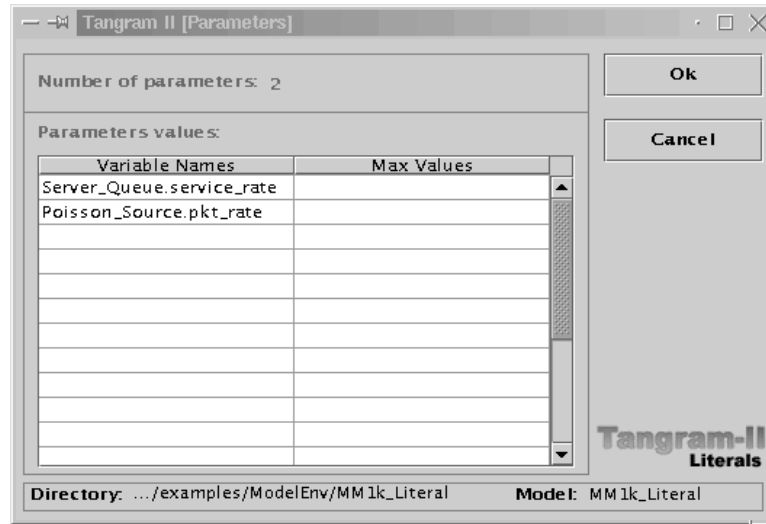 Tangram II [Parameters]
Number of parameters: 2
Ok
Parameters values:
Cancel
Variable Names Max Values
Server_Queue.service_rate
Poisson_Source.pkt_rate
Tangram-II
Literals
Directory: .../examples/ModelEnv/MM1k_Literal Model: MM1k_Literal